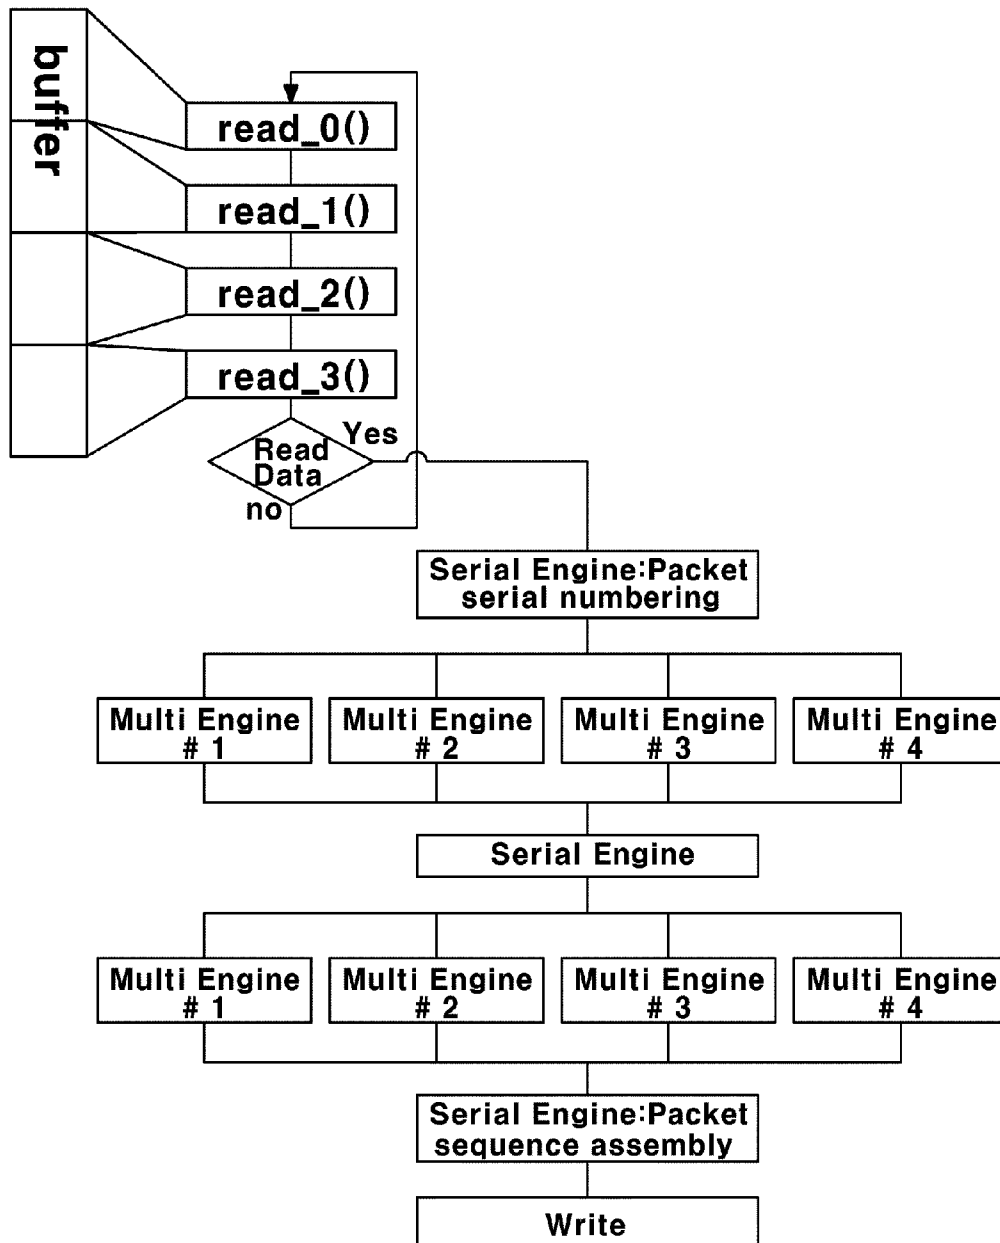 buffer
read_0()
read_1()
read_2()
read_3()
Read
Data
Yes
no
Serial Engine:Packet
serial numbering
Multi Engine
# 1
Multi Engine
# 2
Multi Engine
# 3
Multi Engine
# 4
Serial Engine
Multi Engine
# 1
Multi Engine
# 2
Multi Engine
# 3
Multi Engine
# 4
Serial Engine:Packet
sequence assembly
Write